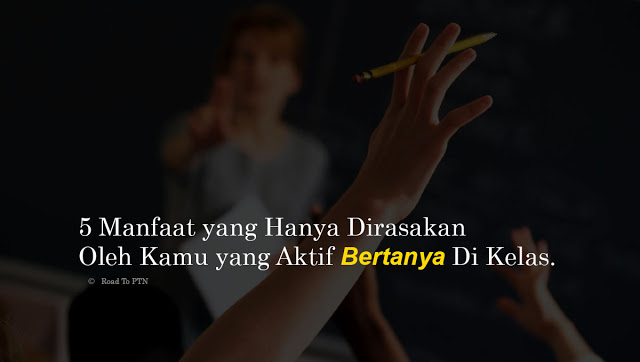 5 Manfaat yang Hanya Dirasakan
Oleh Kamu yang Aktif Bertanya Di Kelas.
© Road To PTN